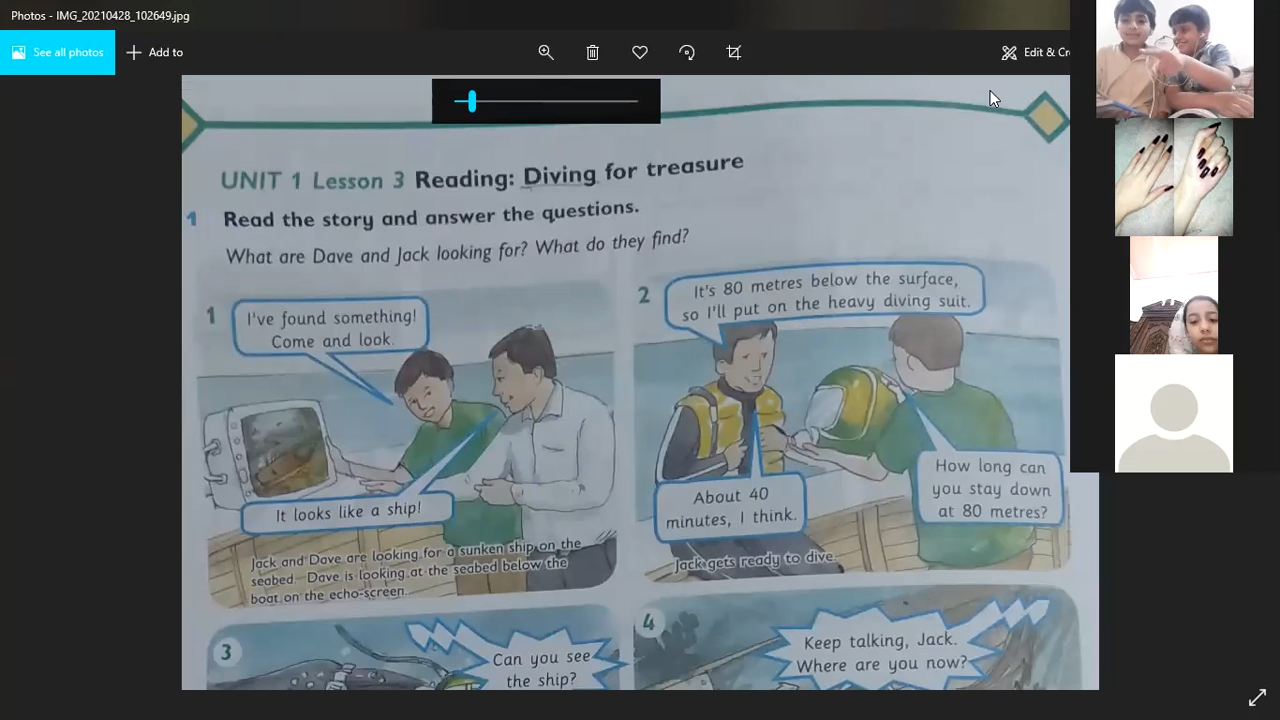 Photos - IMG_20210428_102649.jpg
See all photos
Add to
Edit & Cr
UNIT 1 Lesson 3 Reading: Diving for treasure
1 Read the story and answer the questions.
What are Dave and Jack looking for? What do they find?
1
I've found something!
Come and look.
It looks like a ship!
Jack and Dave are looking for a sunken ship on the
seabed. Dave is looking at the seabed below the
boat on the echo-screen.
2
It's 80 metres below the surface,
so I'll put on the heavy diving suit.
How long can
you stay down
at 80 metres?
About 40
minutes, I think.
Jack gets ready to dive.
3
Can you see
the ship?
4
Keep talking, Jack.
Where are you now?